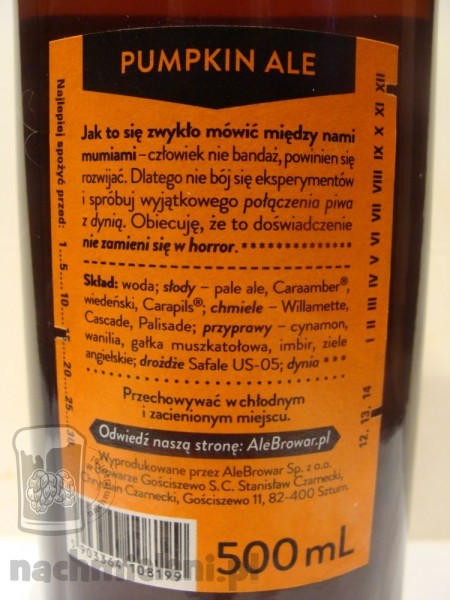 PUMPKIN ALE
Jak to się zwykło mówić między nami
mumiami – człowiek nie bandaż, powinien się
rozwijać. Dlatego nie bój się eksperymentów
i spróbuj wyjątkowego połączenia piwa
z dynią. Obiecuję, że to doświadczenie
nie zamieni się w horror.
Skład: woda; słody – pale ale, Caraamber®,
wiedeński, Carapils®; chmiele – Willamette,
Cascade, Palisade; przyprawy – cynamon,
wanilia, gałka muszkatołowa, imbir, ziele
angielskie; drożdże Safale US-05; dynia ***
Przechowywać w chłodnym
i zacienionym miejscu.
Odwiedź naszą stronę: AleBrowar.pl
Wyprodukowane przez AleBrowar Sp. z o.o.
w Browarze Gościszewo S.C. Stanisław Czarnecki,
Chrystian Czarnecki, Gościszewo 11, 82-400 Sztum.
500 mL
5 903364 108199
Najlepiej spożyć przed: 1...5....10....15....20....25....
I II III IV V VI VII VIII IX X XI XII
12, 13, 14